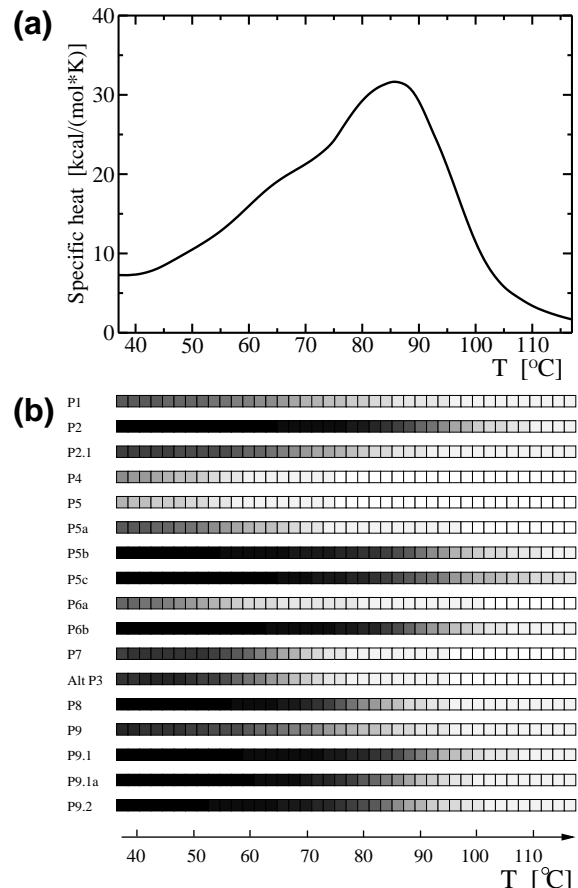 (a)
Specific heat [kcal/(mol*K)]
40
30
20
10
0
40 50 60 70 80 90 100 110
T [°C]
(b)
P1
P2
P2.1
P4
P5
P5a
P5b
P5c
P6a
P6b
P7
Alt P3
P8
P9
P9.1
P9.1a
P9.2
40 50 60 70 80 90 100 110
T [°C]